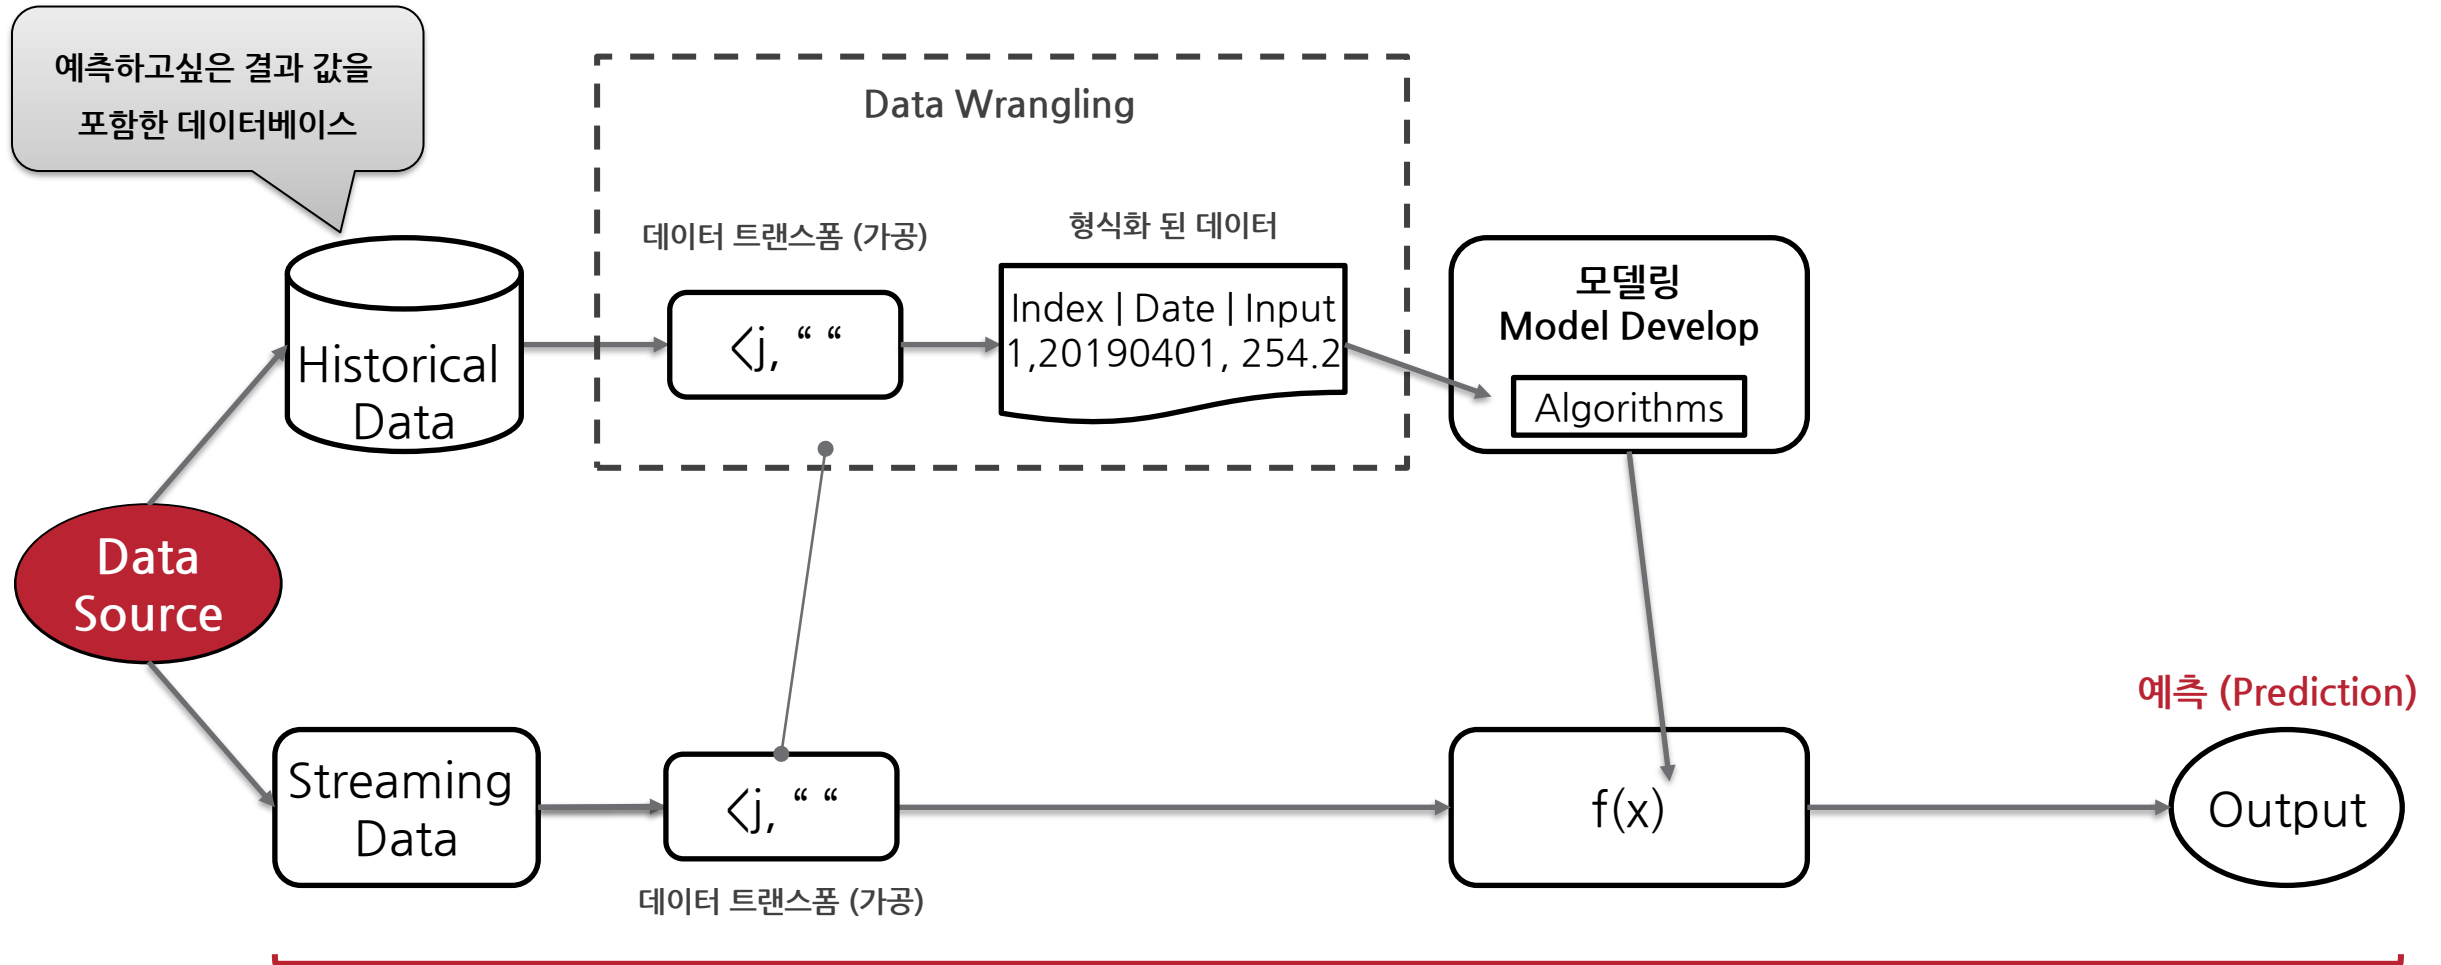 예측하고싶은 결과 값을
포함한 데이터베이스
Data Wrangling
데이터 트랜스폼 (가공)
형식화 된 데이터
Historical
Data
<j, “ “
Index | Date | Input
1,20190401, 254.2
모델링
Model Develop
Algorithms
Data
Source
Streaming
Data
<j, “ “
데이터 트랜스폼 (가공)
f(x)
예측 (Prediction)
Output